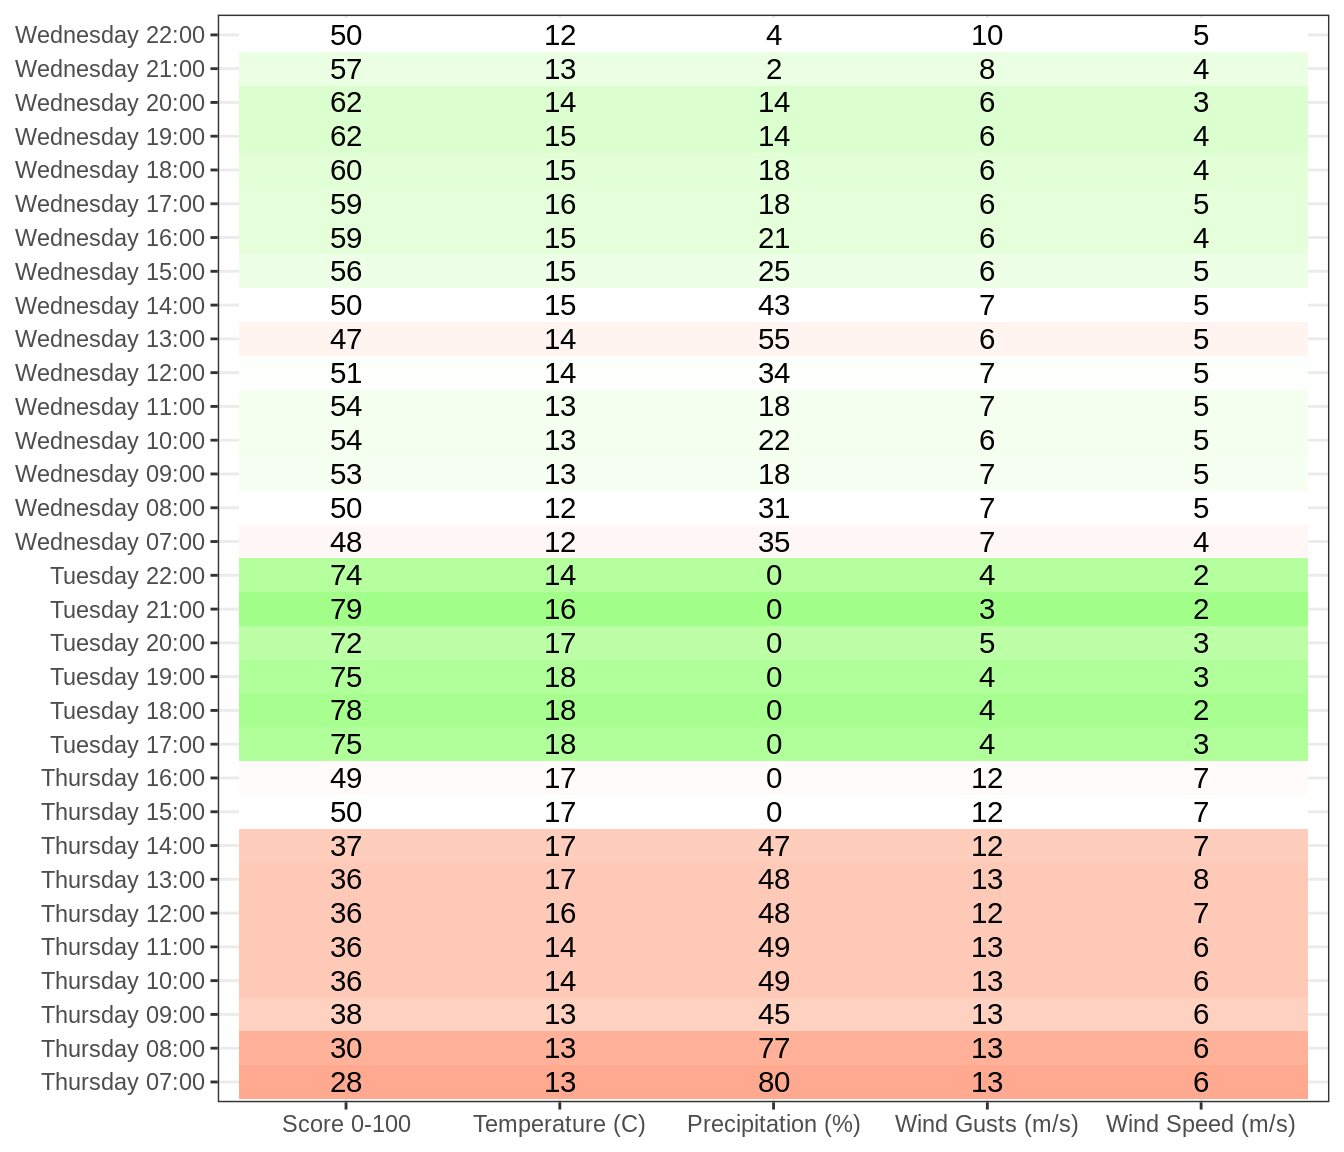 Wednesday 22:00 50 12 4 10 5
Wednesday 21:00 57 13 2 8 4
Wednesday 20:00 62 14 14 6 3
Wednesday 19:00 62 15 14 6 4
Wednesday 18:00 60 15 18 6 4
Wednesday 17:00 59 16 18 6 5
Wednesday 16:00 59 15 21 6 4
Wednesday 15:00 56 15 25 6 5
Wednesday 14:00 50 15 43 7 5
Wednesday 13:00 47 14 55 6 5
Wednesday 12:00 51 14 34 7 5
Wednesday 11:00 54 13 18 7 5
Wednesday 10:00 54 13 22 6 5
Wednesday 09:00 53 13 18 7 5
Wednesday 08:00 50 12 31 7 5
Wednesday 07:00 48 12 35 7 4
Tuesday 22:00 74 14 0 4 2
Tuesday 21:00 79 16 0 3 2
Tuesday 20:00 72 17 0 5 3
Tuesday 19:00 75 18 0 4 3
Tuesday 18:00 78 18 0 4 2
Tuesday 17:00 75 18 0 4 3
Thursday 16:00 49 17 0 12 7
Thursday 15:00 50 17 0 12 7
Thursday 14:00 37 17 47 12 7
Thursday 13:00 36 17 48 13 8
Thursday 12:00 36 16 48 12 7
Thursday 11:00 36 14 49 13 6
Thursday 10:00 36 14 49 13 6
Thursday 09:00 38 13 45 13 6
Thursday 08:00 30 13 77 13 6
Thursday 07:00 28 13 80 13 6
Score 0-100 Temperature (C) Precipitation (%) Wind Gusts (m/s) Wind Speed (m/s)